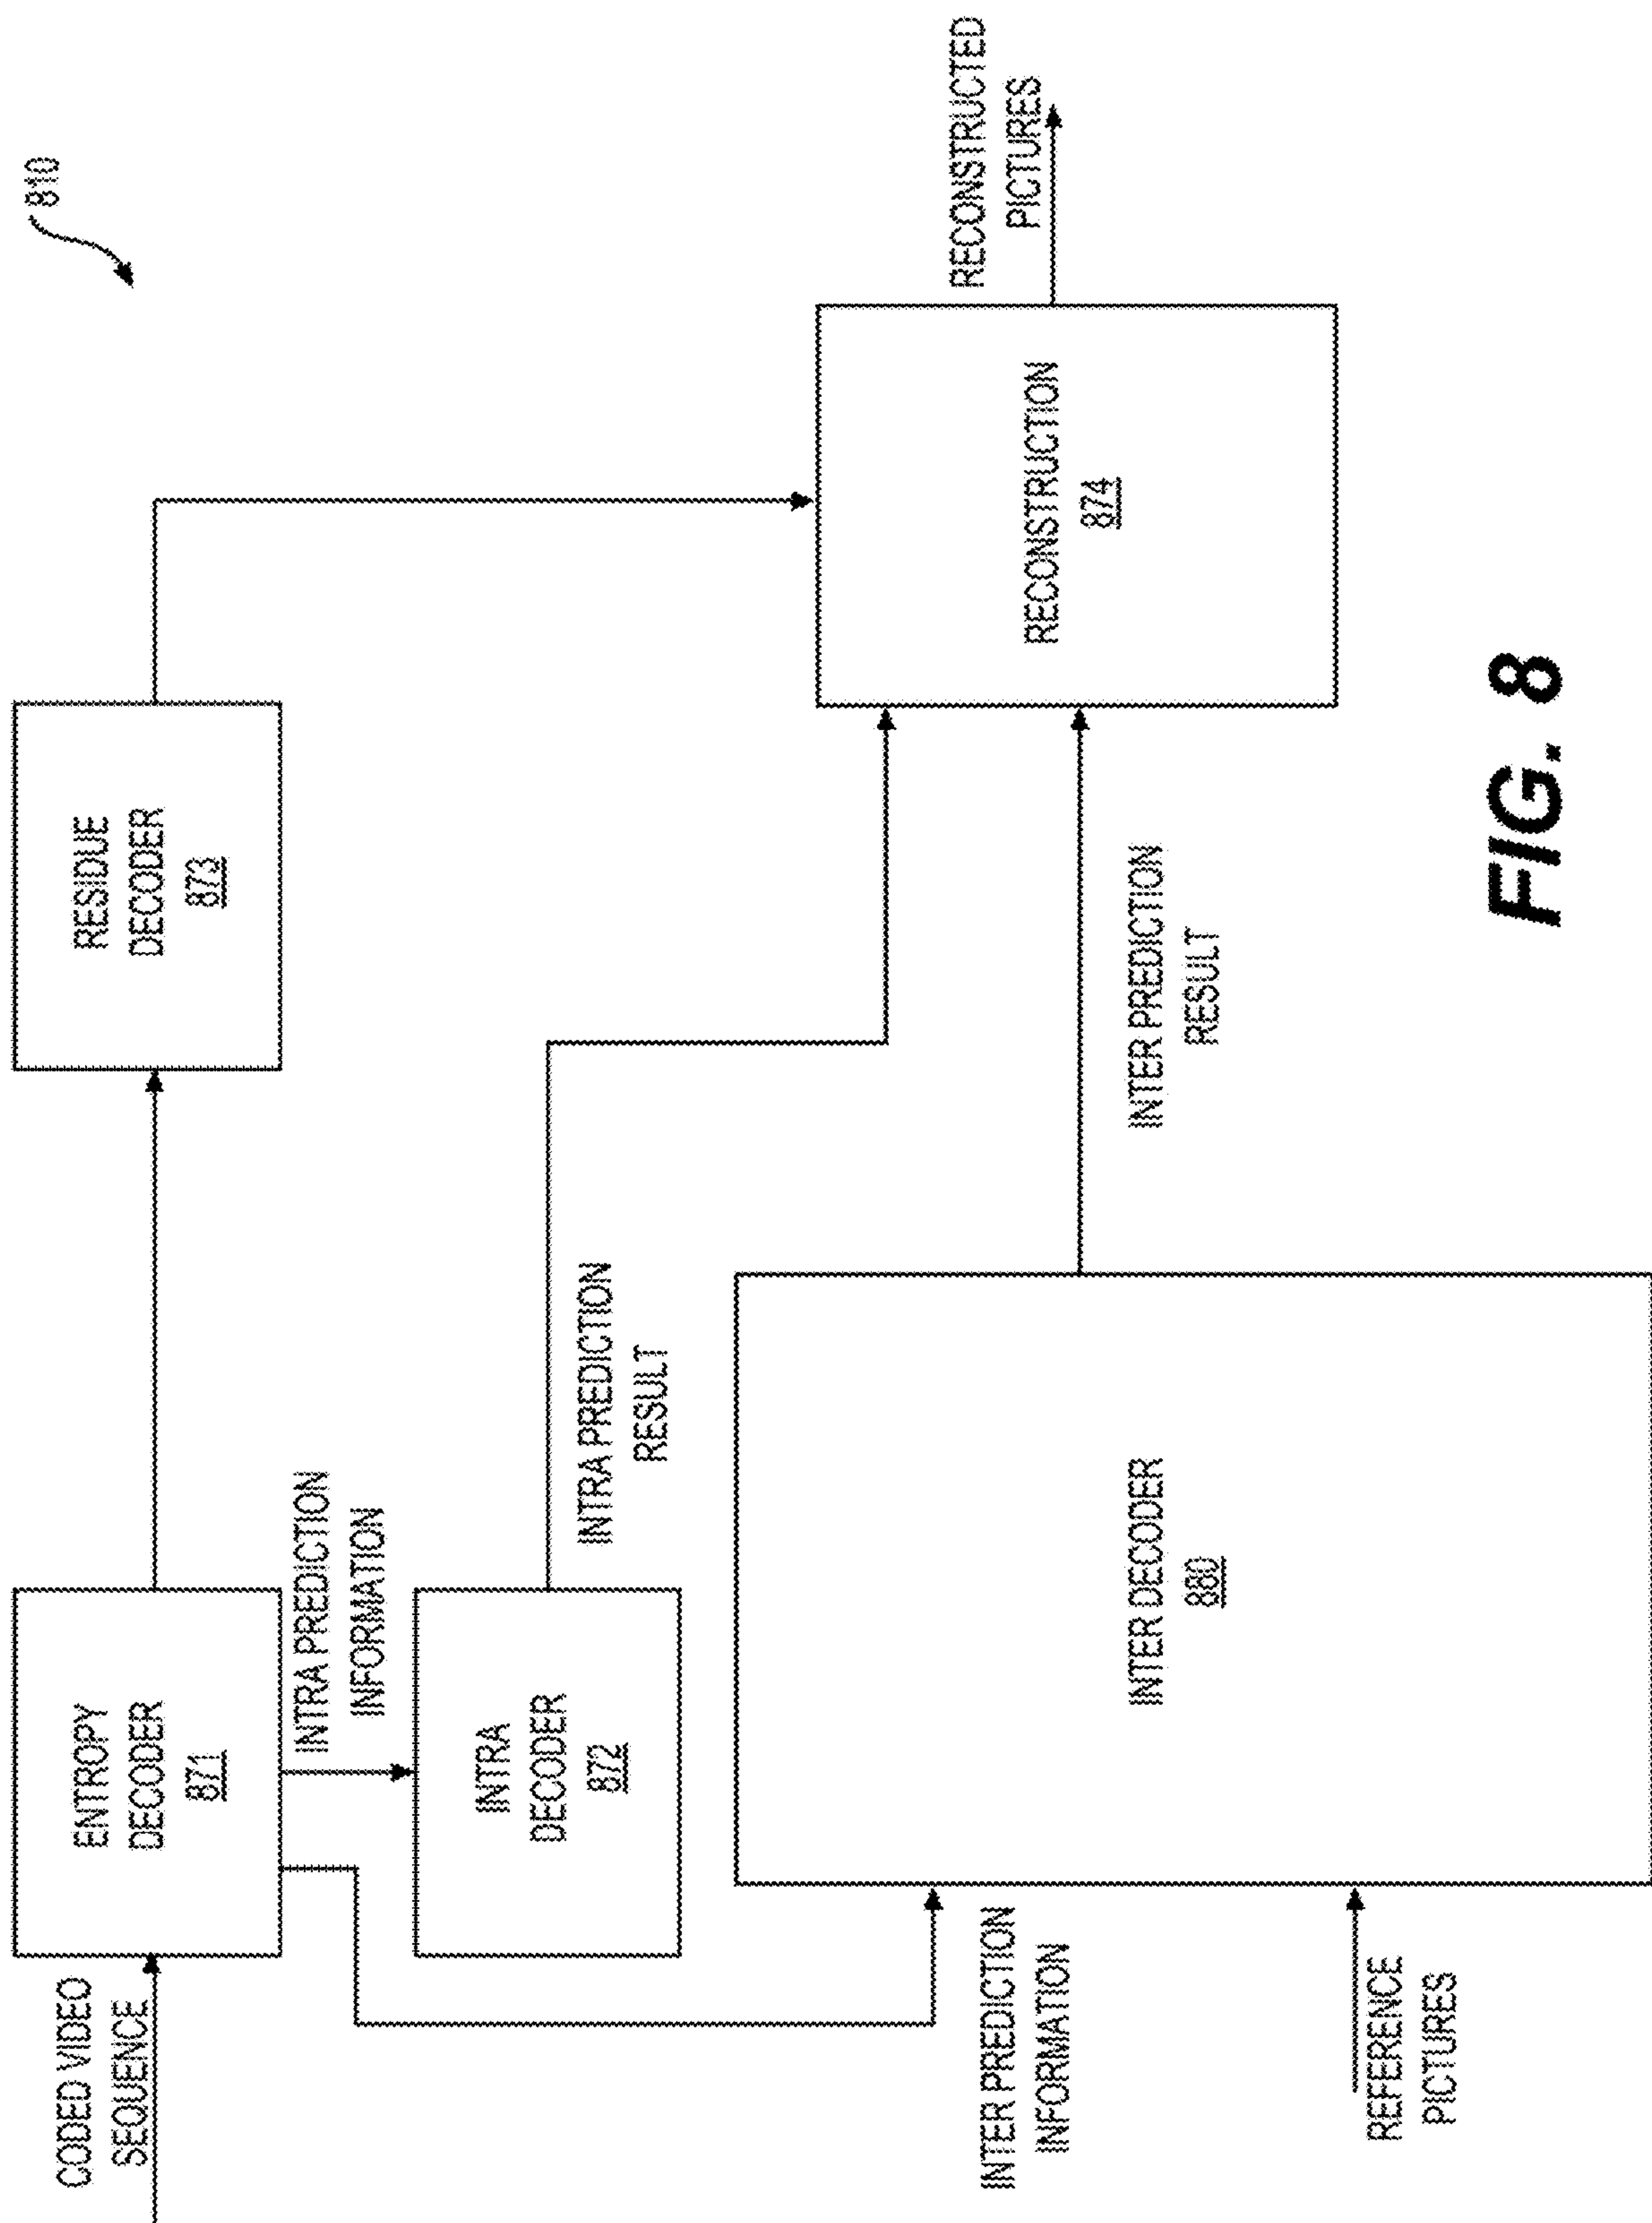 810
CODED VIDEO
SEQUENCE
ENTROPY
DECODER
871
RESIDUE
DECODER
873
INTRA PREDICTION
INFORMATION
INTRA
DECODER
872
INTRA PREDICTION
RESULT
INTER PREDICTION
INFORMATION
REFERENCE
PICTURES
INTER DECODER
880
INTER PREDICTION
RESULT
RECONSTRUCTION
874
RECONSTRUCTED
PICTURES
FIG. 8